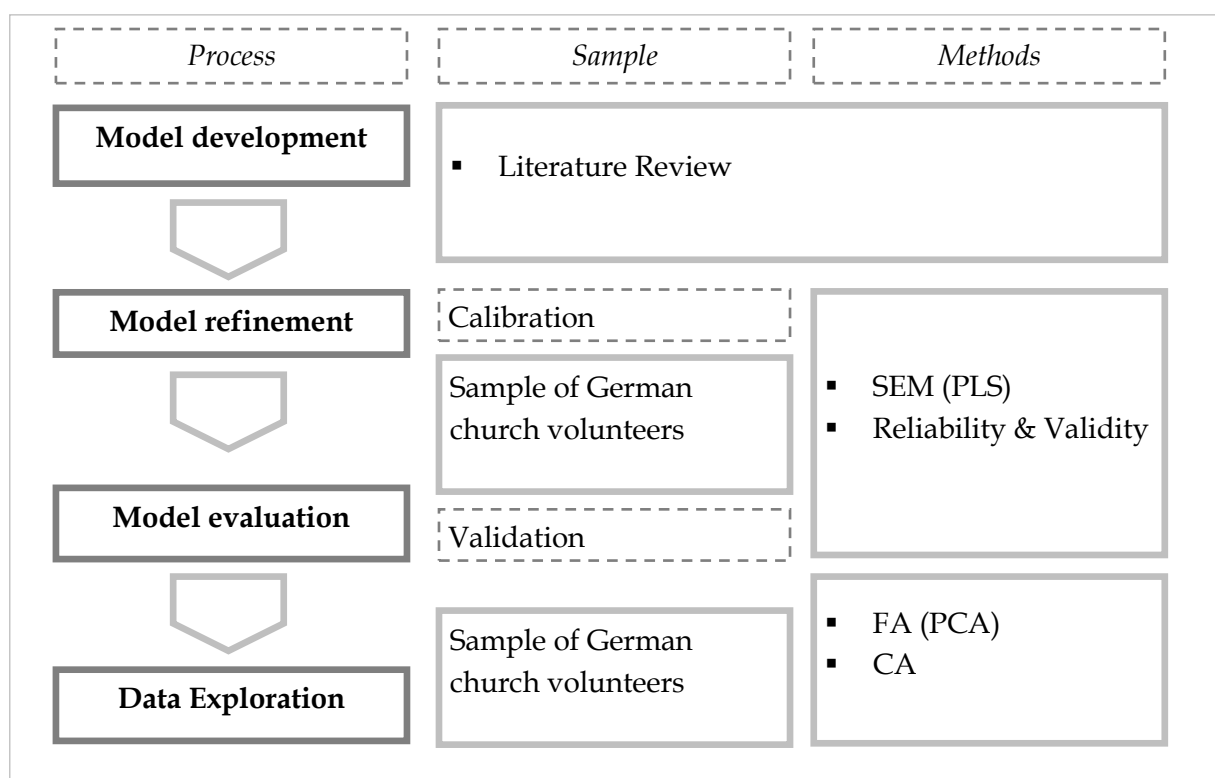 Process
Sample
Methods
Model development
▪ Literature Review
Model refinement
Calibration
Sample of German
church volunteers
▪ SEM (PLS)
▪ Reliability & Validity
Model evaluation
Validation
Sample of German
church volunteers
▪ FA (PCA)
▪ CA
Data Exploration